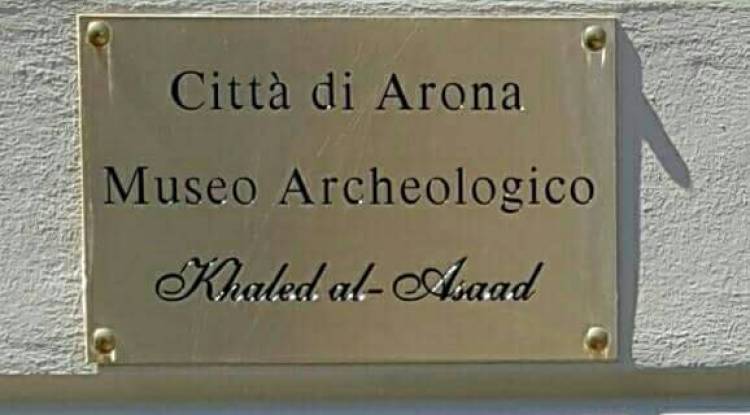 Città di Arona
Museo Archeologico
Khaled al-Asaad